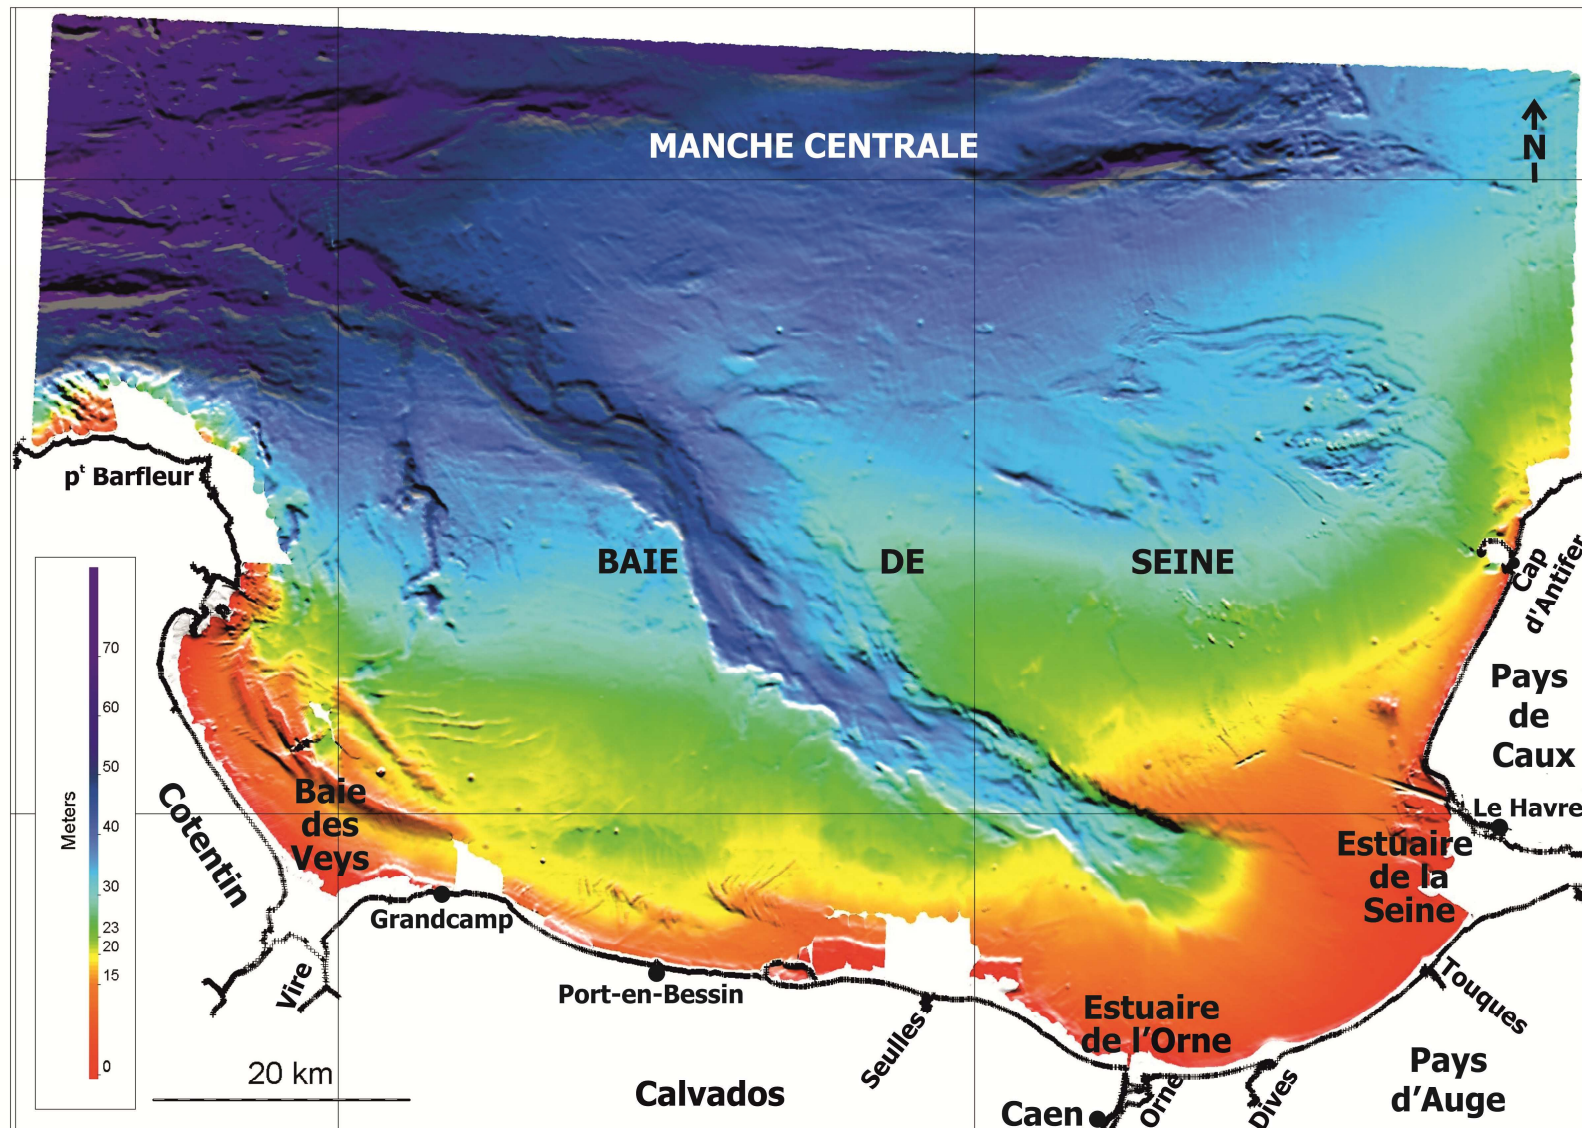 MANCHE CENTRALE
N
pt Barfleur
BAIE DE SEINE
Cap
d'Antifer
Pays
de
Caux
Le Havre
Meters
70
60
50
40
30
23
20
15
0
Baie
des
Veys
Cotentin
Estuaire
de la
Seine
Grandcamp
Vire
Port-en-Bessin
Seulles
Touques
Estuaire
de l’Orne
20 km
Calvados
Caen
Orne
Dives
Pays
d’Auge